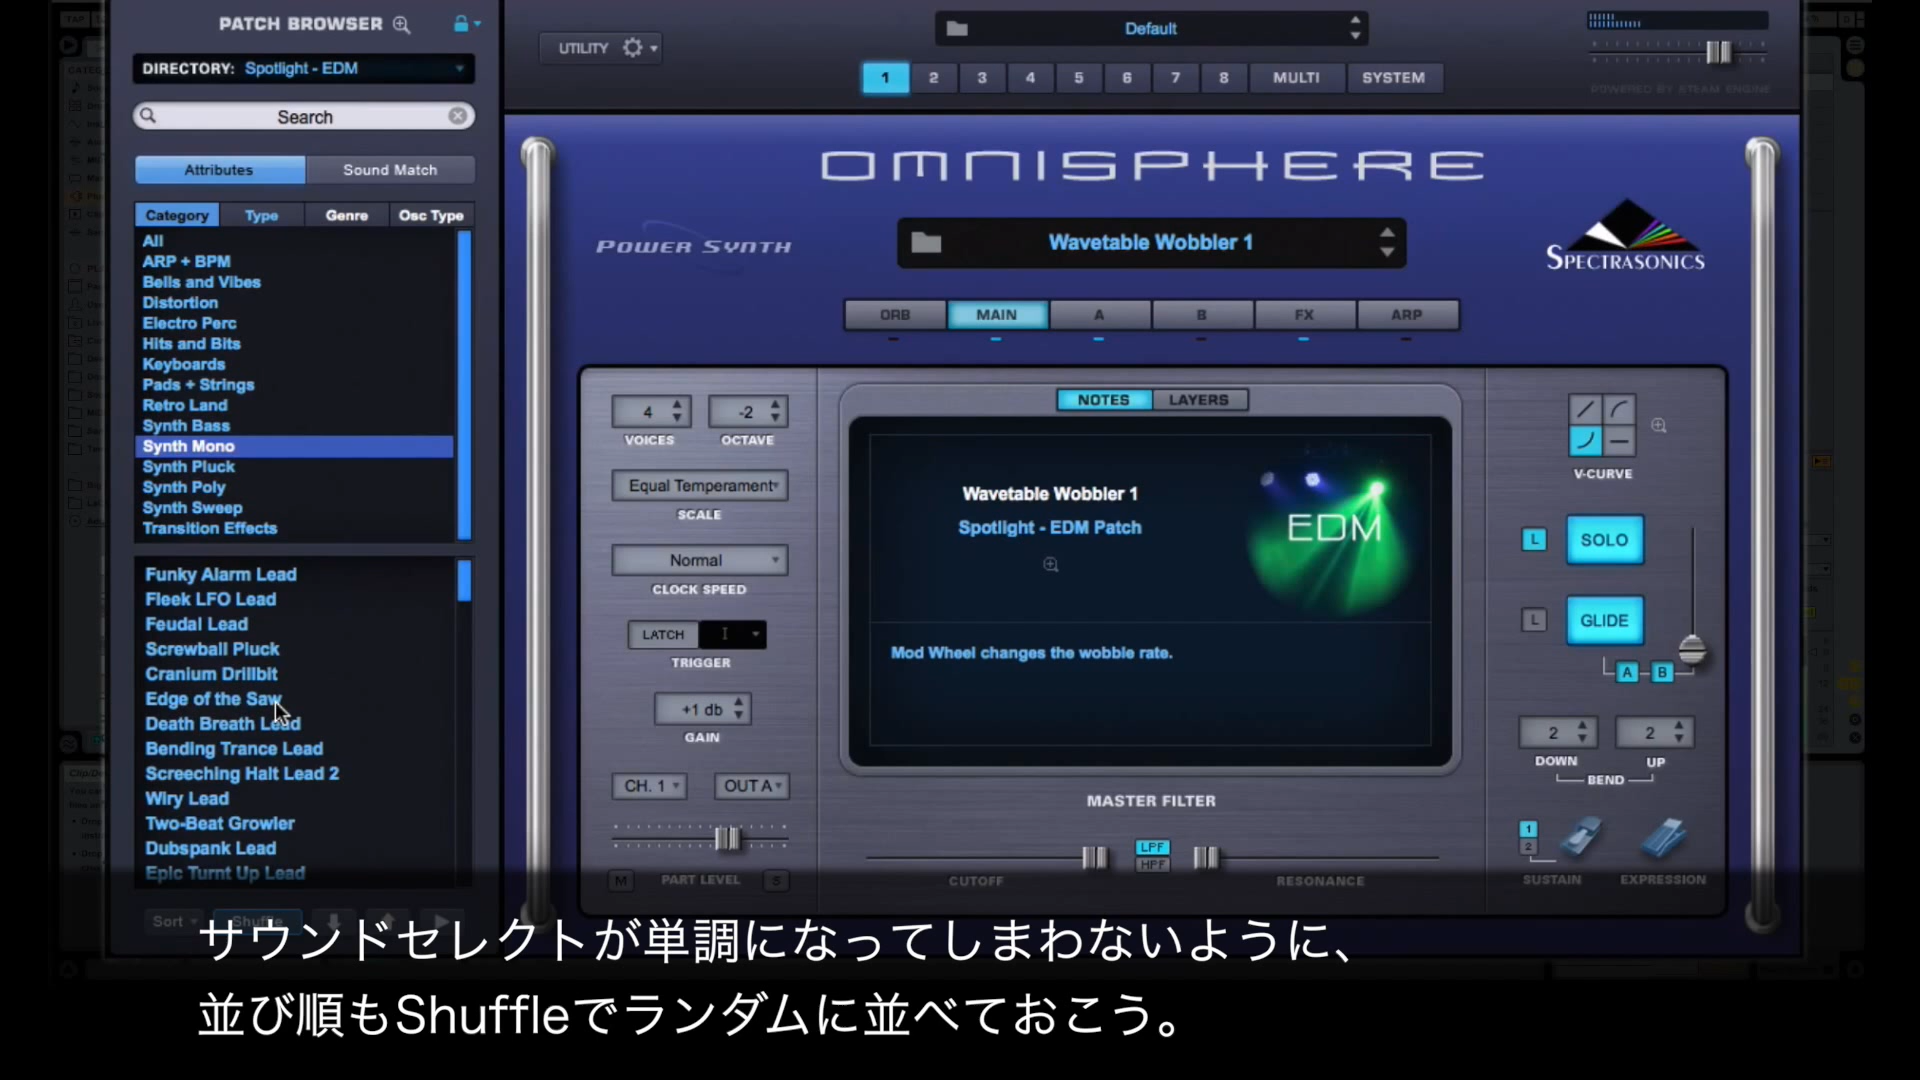 PATCH BROWSER
DIRECTORY: Spotlight - EDM
Search
Attributes
Sound Match
Category
Type
Genre
Osc Type
All
ARP + BPM
Bells and Vibes
Distortion
Electro Perc
Hits and Bits
Keyboards
Pads + Strings
Retro Land
Synth Bass
Synth Mono
Synth Pluck
Synth Poly
Synth Sweep
Transition Effects
Funky Alarm Lead
Fleek LFO Lead
Feudal Lead
Screwball Pluck
Cranium Drillbit
Edge of the Saw
Death Breath Lead
Bending Trance Lead
Screeching Halt Lead 2
Wiry Lead
Two-Beat Growler
Dubspank Lead
Epic Turnt Up Lead
Sort
Shuffle
UTILITY
Default
1 2 3 4 5 6 7 8 MULTI SYSTEM
POWERED BY STEAM ENGINE
OMNISPHERE
POWER SYNTH
Wavetable Wobbler 1
SPECTRASONICS
ORB MAIN A B FX ARP
4
VOICES
-2
OCTAVE
Equal Temperament
SCALE
Normal
CLOCK SPEED
LATCH
TRIGGER
+1 db
GAIN
CH. 1
OUT A
M PART LEVEL S
NOTES LAYERS
Wavetable Wobbler 1
Spotlight - EDM Patch
EDM
Mod Wheel changes the wobble rate.
MASTER FILTER
LPF
HPF
CUTOFF
RESONANCE
V-CURVE
L SOLO
L GLIDE
A B
2
DOWN
2
UP
BEND
1
2
SUSTAIN
EXPRESSION
サウンドセレクトが単調になってしまわないように、
並び順もShuffleでランダムに並べておこう。